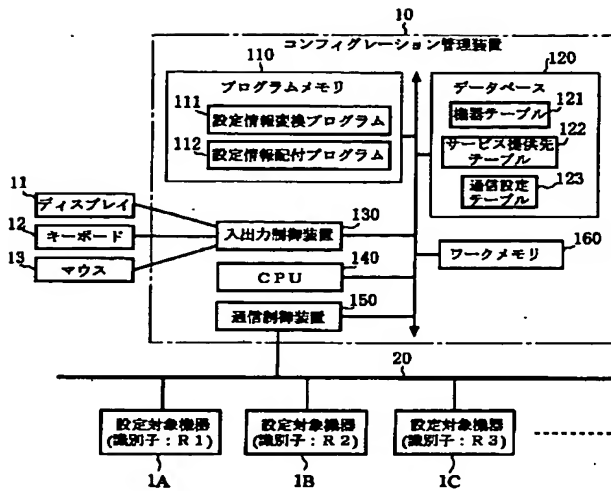 10
コンフィグレーション管理装置
110
プログラムメモリ
111
設定情報変換プログラム
112
設定情報配付プログラム
120
データベース
機器テーブル
121
サービス提供先
テーブル
122
通信設定
テーブル
123
11
ディスプレイ
12
キーボード
13
マウス
入出力制御装置
130
CPU
140
通信制御装置
150
ワークメモリ
160
20
設定対象機器
(識別子:R1)
設定対象機器
(識別子:R2)
設定対象機器
(識別子:R3)
1A
1B
1C